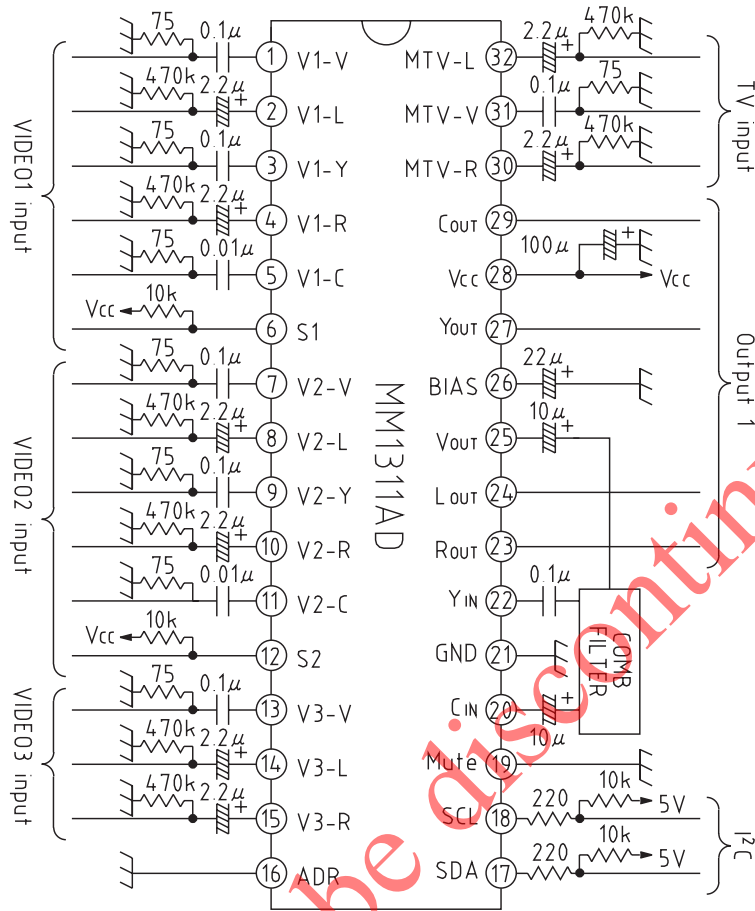 VIDEO1 input
75 0.1μ 1 V1-V
470k 2.2μ + 2 V1-L
75 0.1μ 3 V1-Y
470k 2.2μ + 4 V1-R
75 0.01μ 5 V1-C
Vcc 10k 6 S1
VIDEO2 input
75 0.1μ 7 V2-V
470k 2.2μ + 8 V2-L
75 0.1μ 9 V2-Y
470k 2.2μ + 10 V2-R
75 0.01μ 11 V2-C
Vcc 10k 12 S2
VIDEO3 input
75 0.1μ 13 V3-V
470k 2.2μ + 14 V3-L
470k 2.2μ + 15 V3-R
16 ADR
MM1311AD
TV input
MTV-L 32 2.2μ + 470k
MTV-V 31 0.1μ 75
MTV-R 30 2.2μ + 470k
Output 1
COUT 29
Vcc 28 100μ + Vcc
YOUT 27
BIAS 26 22μ +
VOUT 25 10μ +
LOUT 24
ROUT 23
YIN 22 0.1μ
GND 21
COMB
FILTER
CIN 20 + 10μ
Mute 19
SCL 18 220 10k 5V
SDA 17 220 10k 5V
I²C
be discontin